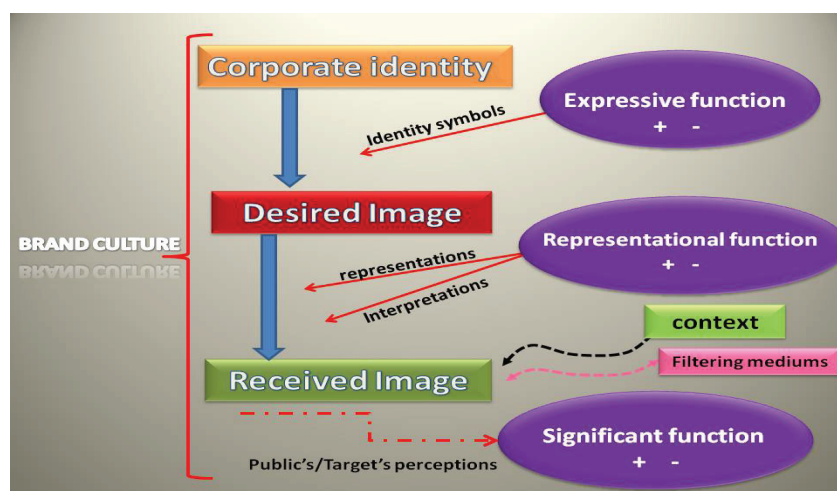 Corporate identity
Expressive function
+ -
Identity symbols
Desired Image
BRAND CULTURE
Representational function
+ -
representations
Interpretations
context
Filtering mediums
Received Image
Significant function
+ -
Public's/Target's perceptions